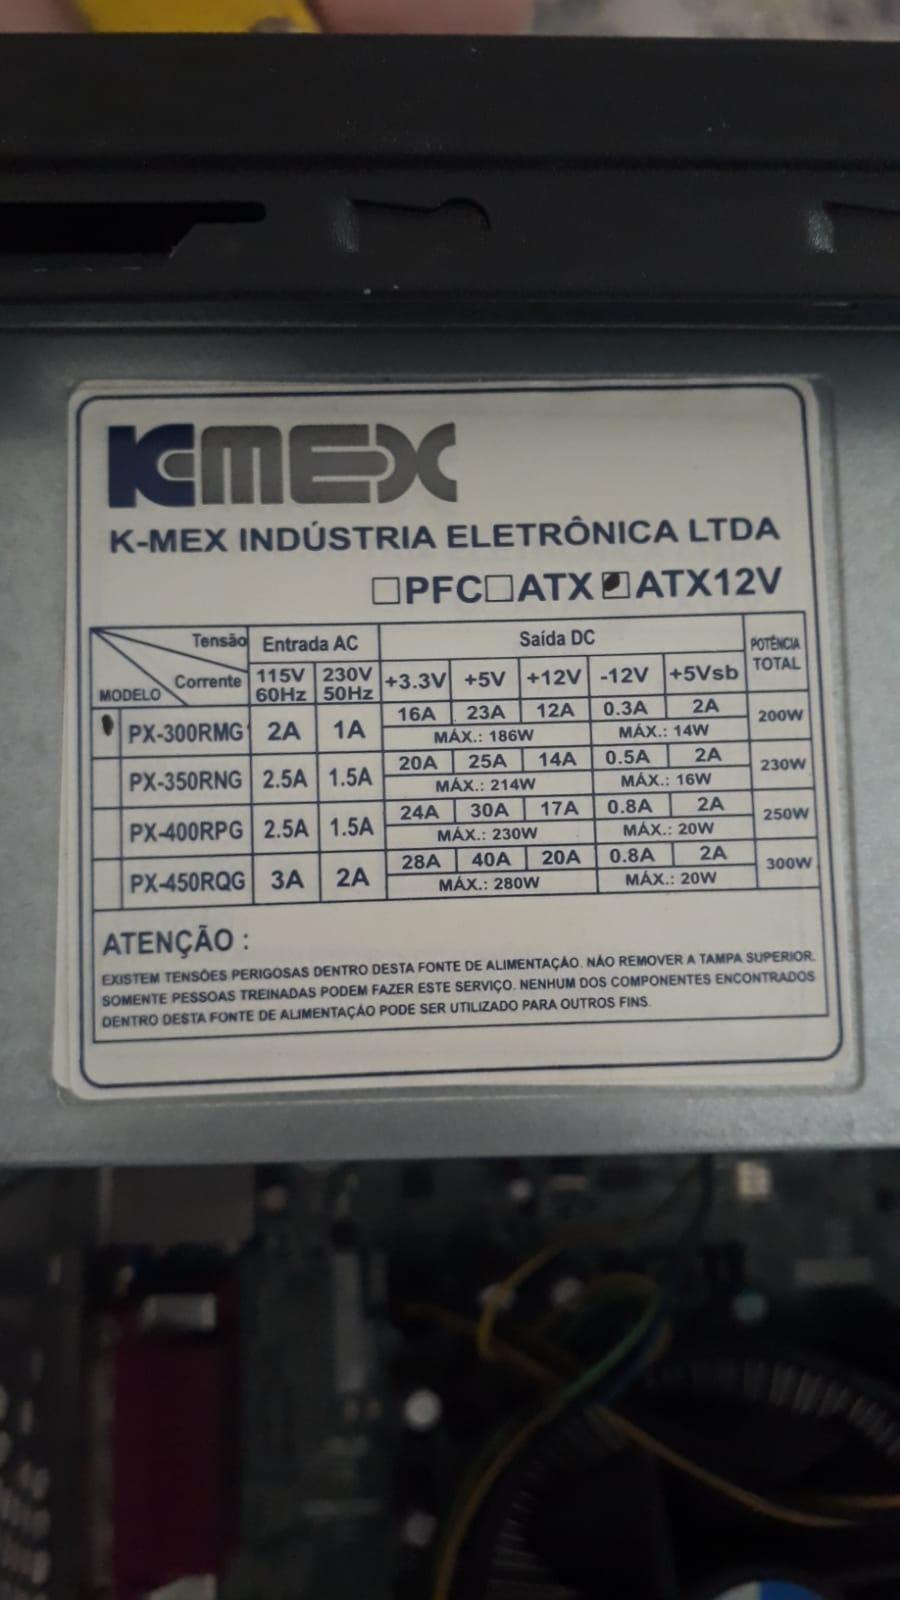 K-MEX
K-MEX INDÚSTRIA ELETRÔNICA LTDA
PFC ATX ATX12V
Tensão Entrada AC Saída DC POTÊNCIA TOTAL
MODELO Corrente 115V 60Hz 230V 50Hz +3.3V +5V +12V -12V +5Vsb
PX-300RMG 2A 1A 16A 23A 12A 0.3A 2A 200W
MÁX.: 186W MÁX.: 14W
PX-350RNG 2.5A 1.5A 20A 25A 14A 0.5A 2A 230W
MÁX.: 214W MÁX.: 16W
PX-400RPG 2.5A 1.5A 24A 30A 17A 0.8A 2A 250W
MÁX.: 230W MÁX.: 20W
PX-450RQG 3A 2A 28A 40A 20A 0.8A 2A 300W
MÁX.: 280W MÁX.: 20W
ATENÇÃO :
EXISTEM TENSÕES PERIGOSAS DENTRO DESTA FONTE DE ALIMENTAÇÃO. NÃO REMOVER A TAMPA SUPERIOR.
SOMENTE PESSOAS TREINADAS PODEM FAZER ESTE SERVIÇO. NENHUM DOS COMPONENTES ENCONTRADOS
DENTRO DESTA FONTE DE ALIMENTAÇÃO PODE SER UTILIZADO PARA OUTROS FINS.